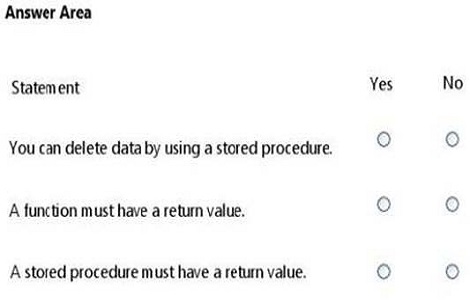 Answer Area
Statement Yes No
You can delete data by using a stored procedure.
A function must have a return value.
A stored procedure must have a return value.